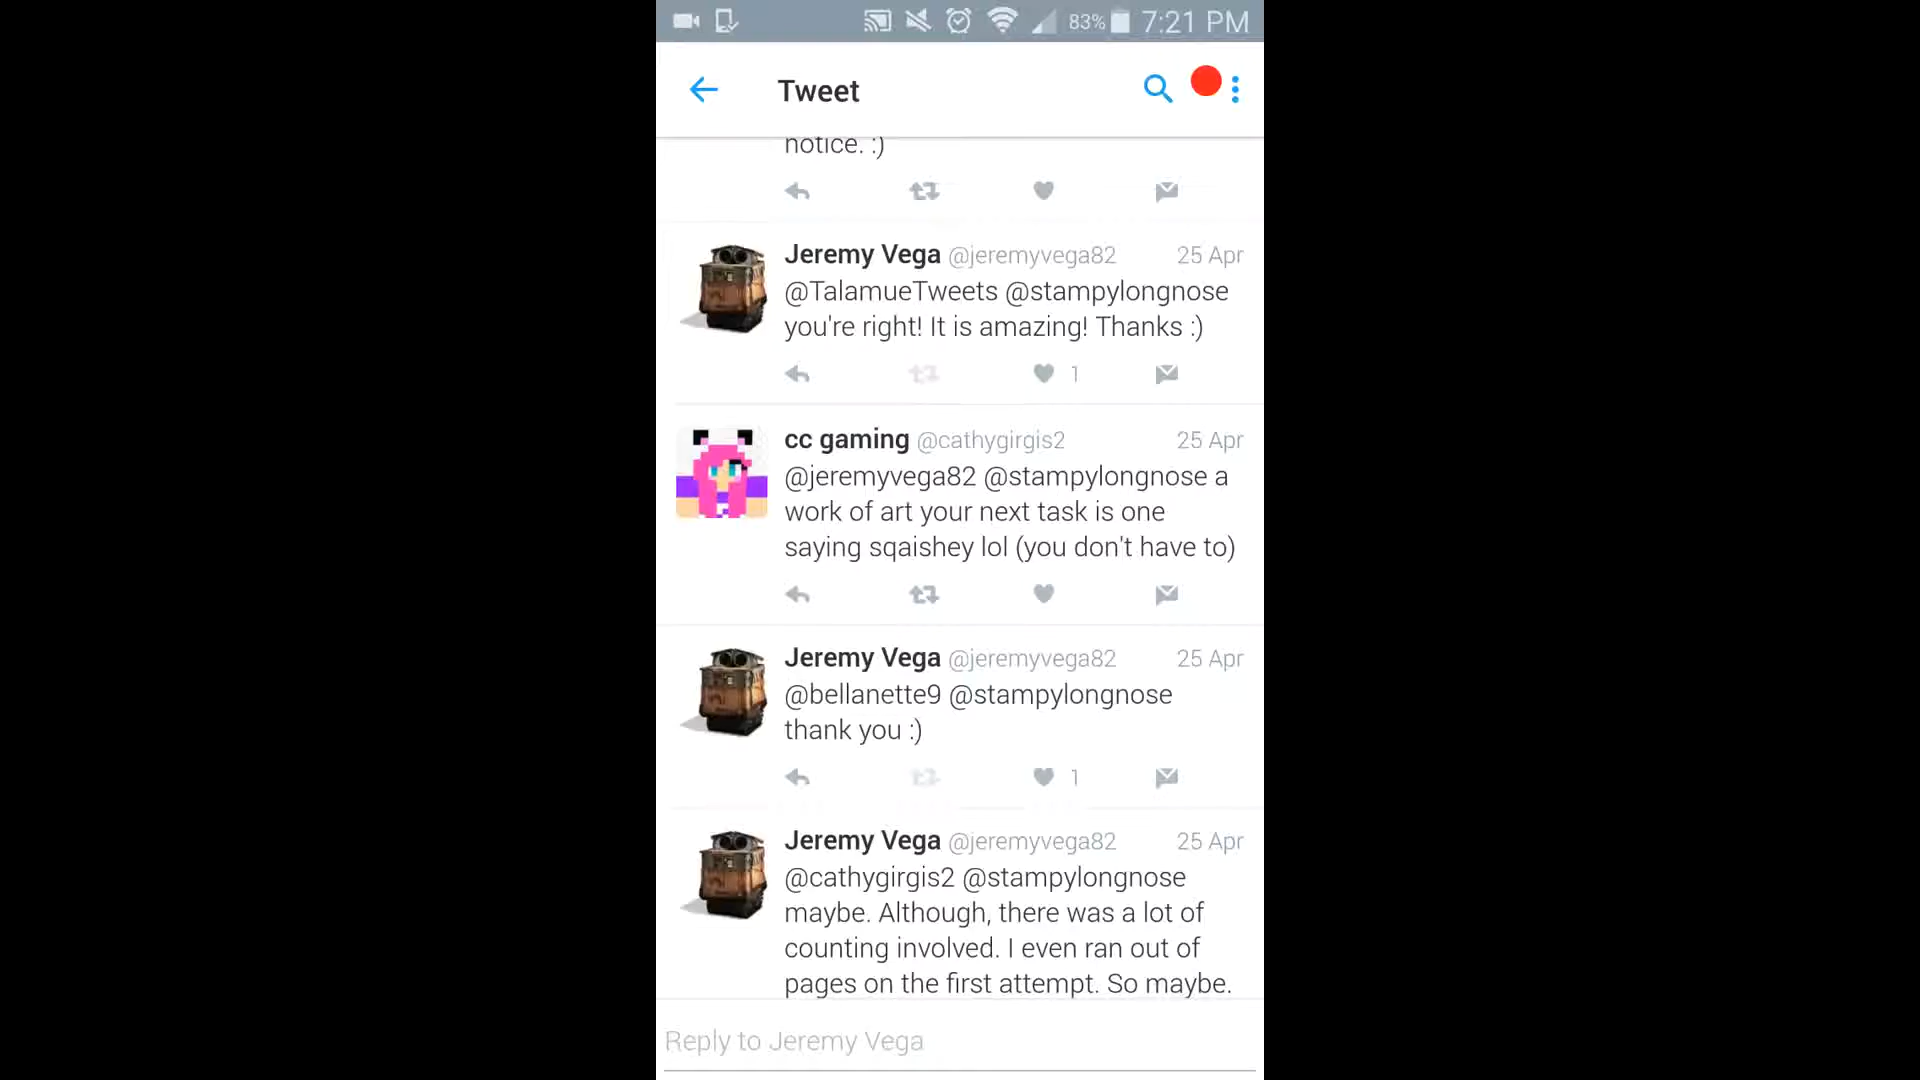 83% 7:21 PM
Tweet
notice. :)
Jeremy Vega @jeremyvega82 25 Apr
@TalamueTweets @stampylongnose
you're right! It is amazing! Thanks :)
1
cc gaming @cathygirgis2 25 Apr
@jeremyvega82 @stampylongnose a
work of art your next task is one
saying sqaishey lol (you don't have to)
Jeremy Vega @jeremyvega82 25 Apr
@bellanette9 @stampylongnose
thank you :)
1
Jeremy Vega @jeremyvega82 25 Apr
@cathygirgis2 @stampylongnose
maybe. Although, there was a lot of
counting involved. I even ran out of
pages on the first attempt. So maybe.
Reply to Jeremy Vega